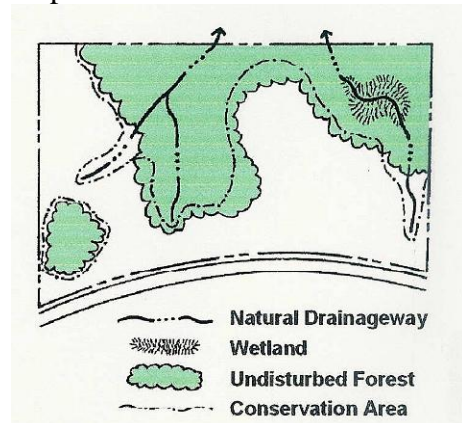 Natural Drainageway
Wetland
Undisturbed Forest
Conservation Area